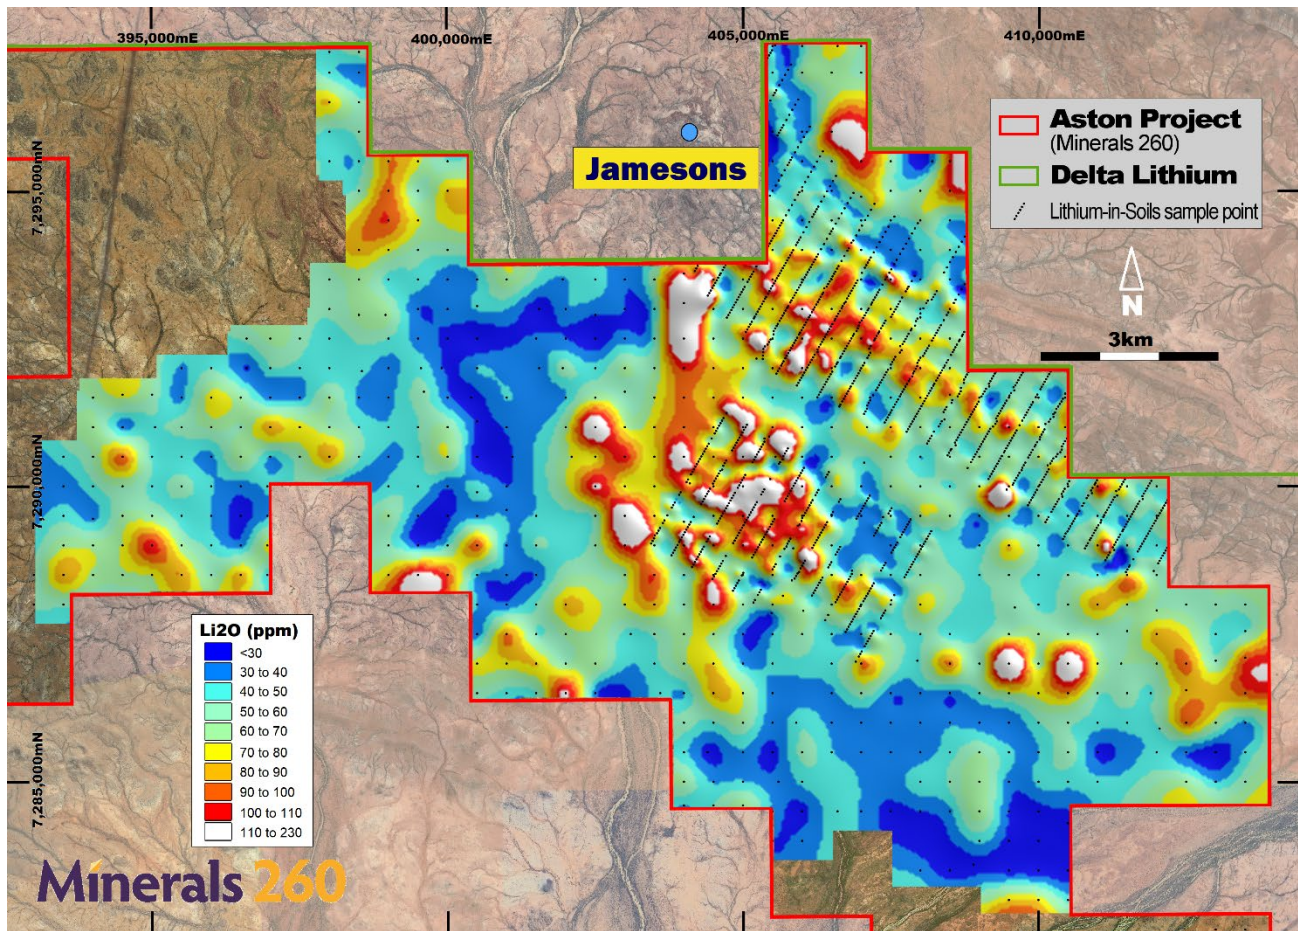 395,000mE
400,000mE
405,000mE
410,000mE
7,295,000mN
7,290,000mN
7,285,000mN
Jamesons
Aston Project
(Minerals 260)
Delta Lithium
Lithium-in-Soils sample point
N
3km
Li2O (ppm)
<30
30 to 40
40 to 50
50 to 60
60 to 70
70 to 80
80 to 90
90 to 100
100 to 110
110 to 230
Minerals 260